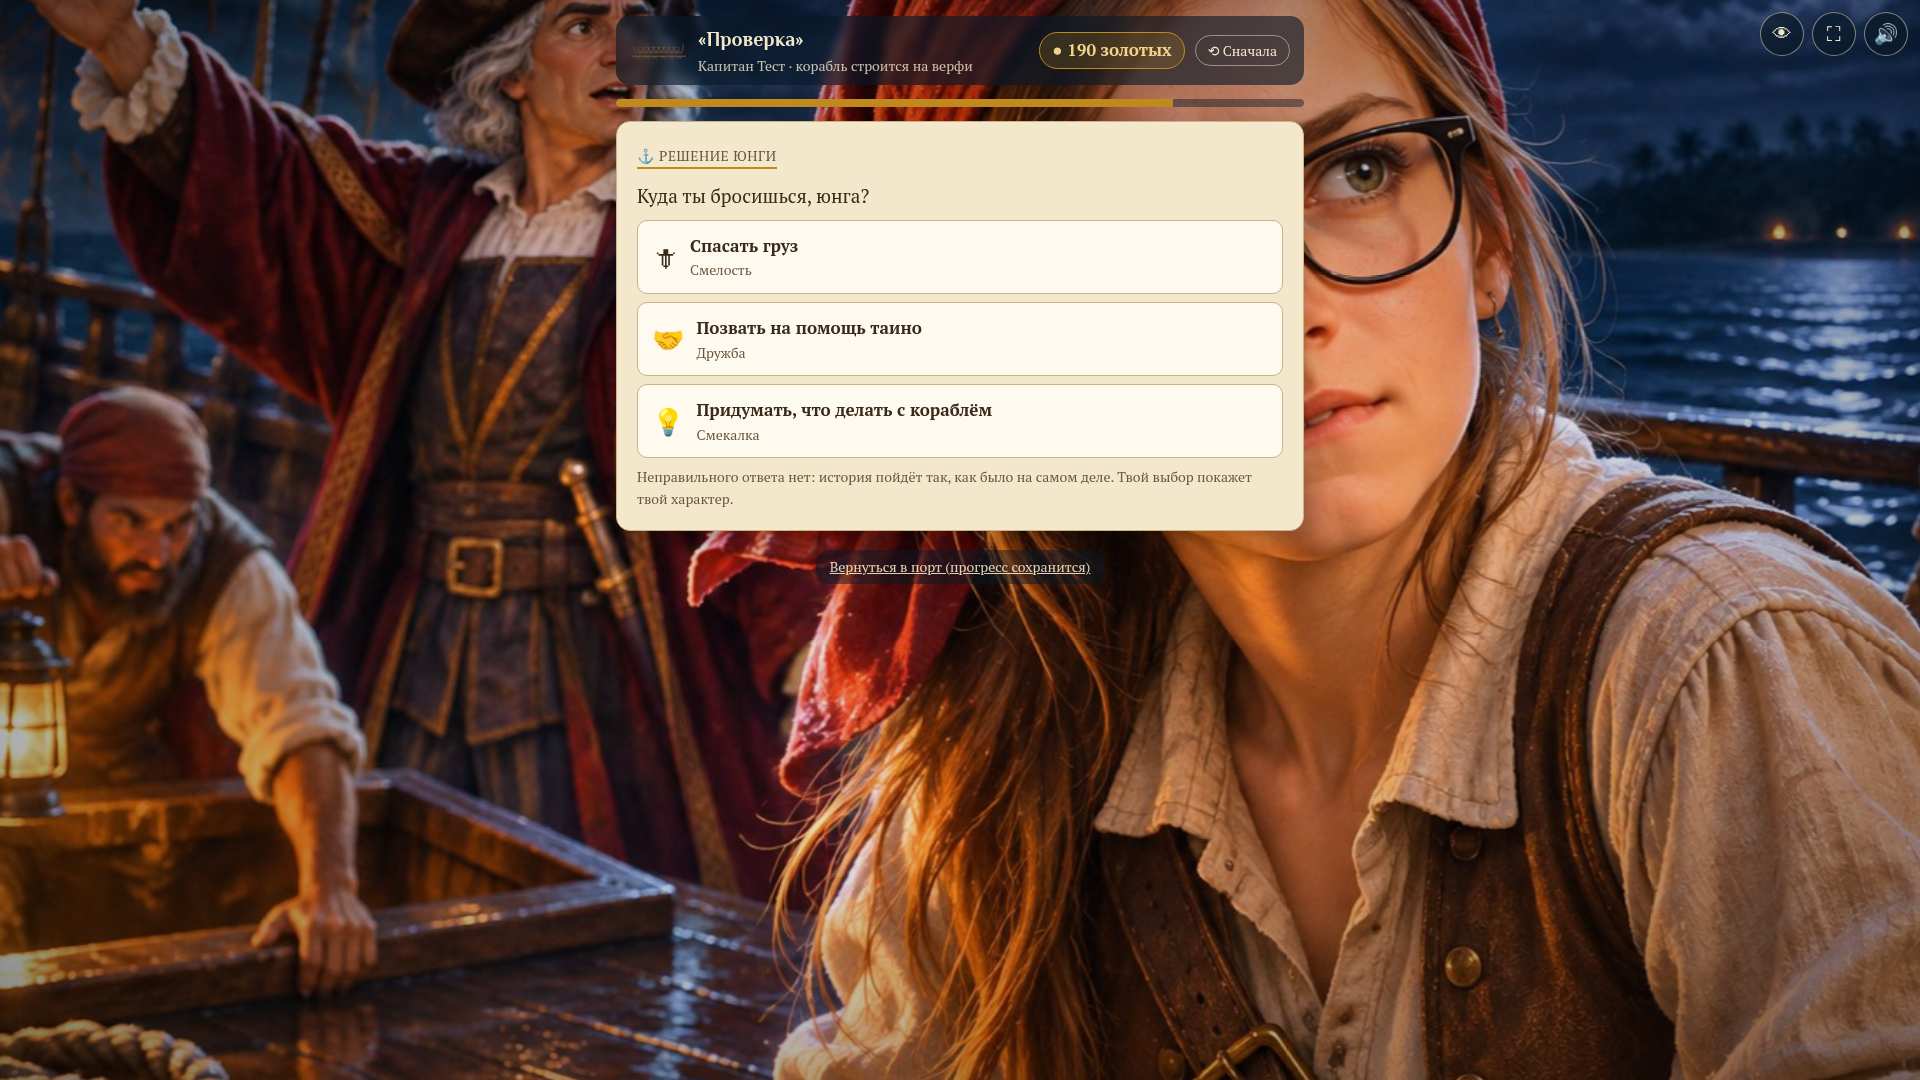 «Проверка»
Капитан Тест · корабль строится на верфи
● 190 золотых
⟲ Сначала
⚓ РЕШЕНИЕ ЮНГИ
Куда ты бросишься, юнга?
Спасать груз
Смелость
Позвать на помощь таино
Дружба
Придумать, что делать с кораблём
Смекалка
Неправильного ответа нет: история пойдёт так, как было на самом деле. Твой выбор покажет
твой характер.
Вернуться в порт (прогресс сохранится)